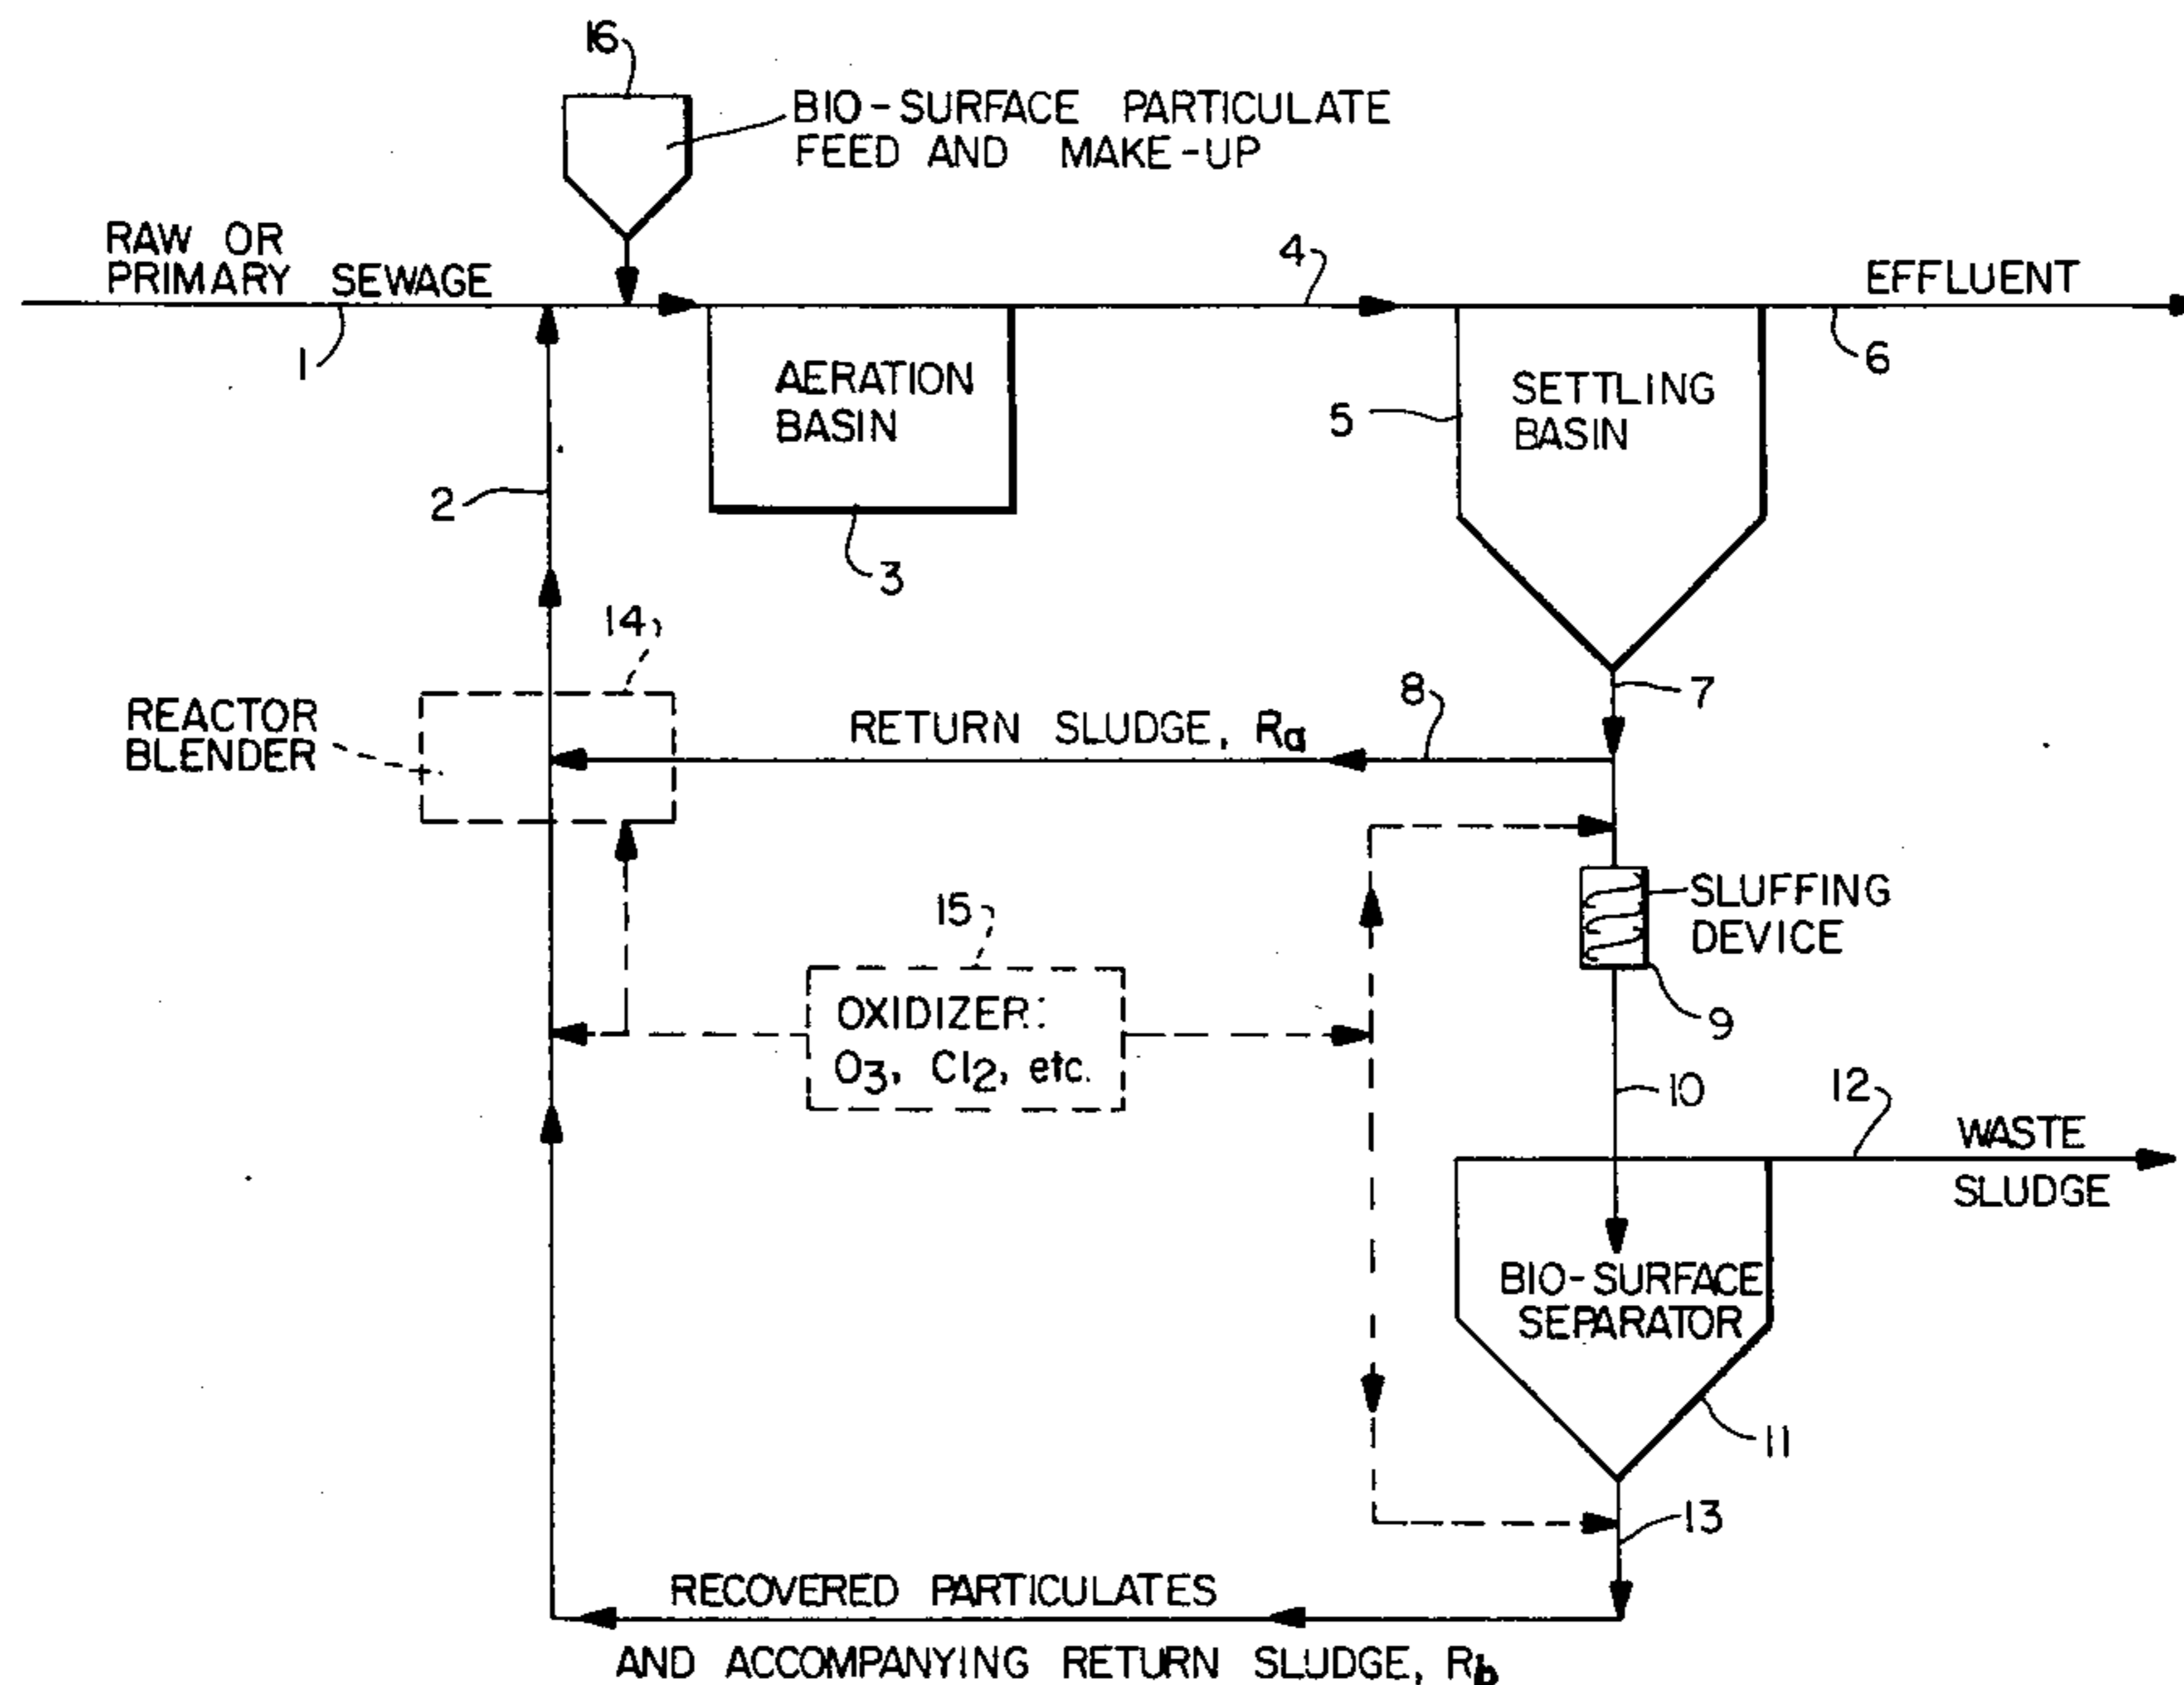 16
BIO-SURFACE PARTICULATE
FEED AND MAKE-UP
RAW OR
PRIMARY SEWAGE
1
4
EFFLUENT
6
AERATION
BASIN
3
5
SETTLING
BASIN
2
14
7
REACTOR
BLENDER
RETURN SLUDGE, Ra
8
SLUFFING
DEVICE
9
15
OXIDIZER:
O3, Cl2, etc.
10
12
WASTE
SLUDGE
BIO-SURFACE
SEPARATOR
11
13
RECOVERED PARTICULATES
AND ACCOMPANYING RETURN SLUDGE, Rb